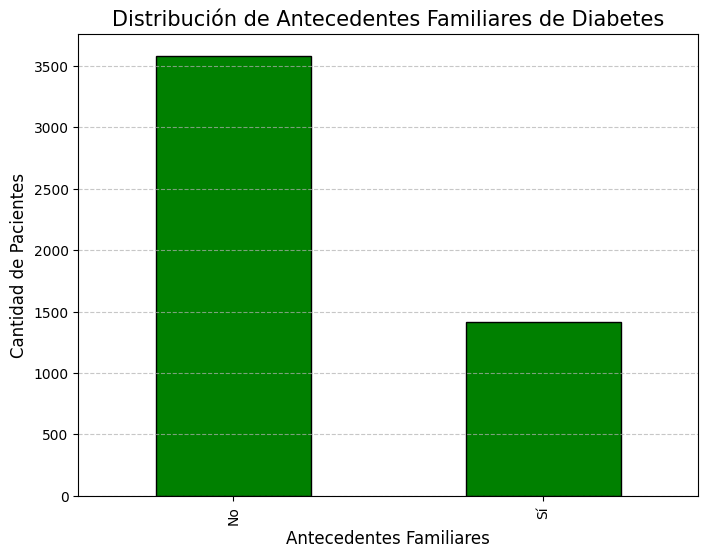 Distribución de Antecedentes Familiares de Diabetes
Cantidad de Pacientes
3500
3000
2500
2000
1500
1000
500
0
No
Sí
Antecedentes Familiares